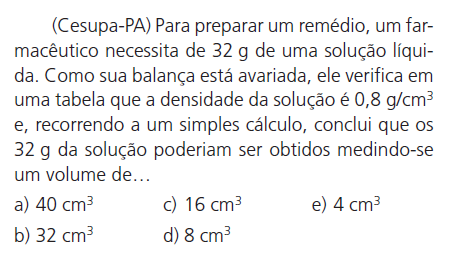 (Cesupa-PA) Para preparar um remédio, um far-
macêutico necessita de 32 g de uma solução líqui-
da. Como sua balança está avariada, ele verifica em
uma tabela que a densidade da solução é 0,8 g/cm³
e, recorrendo a um simples cálculo, conclui que os
32 g da solução poderiam ser obtidos medindo-se
um volume de...
a) 40 cm³ c) 16 cm³ e) 4 cm³
b) 32 cm³ d) 8 cm³